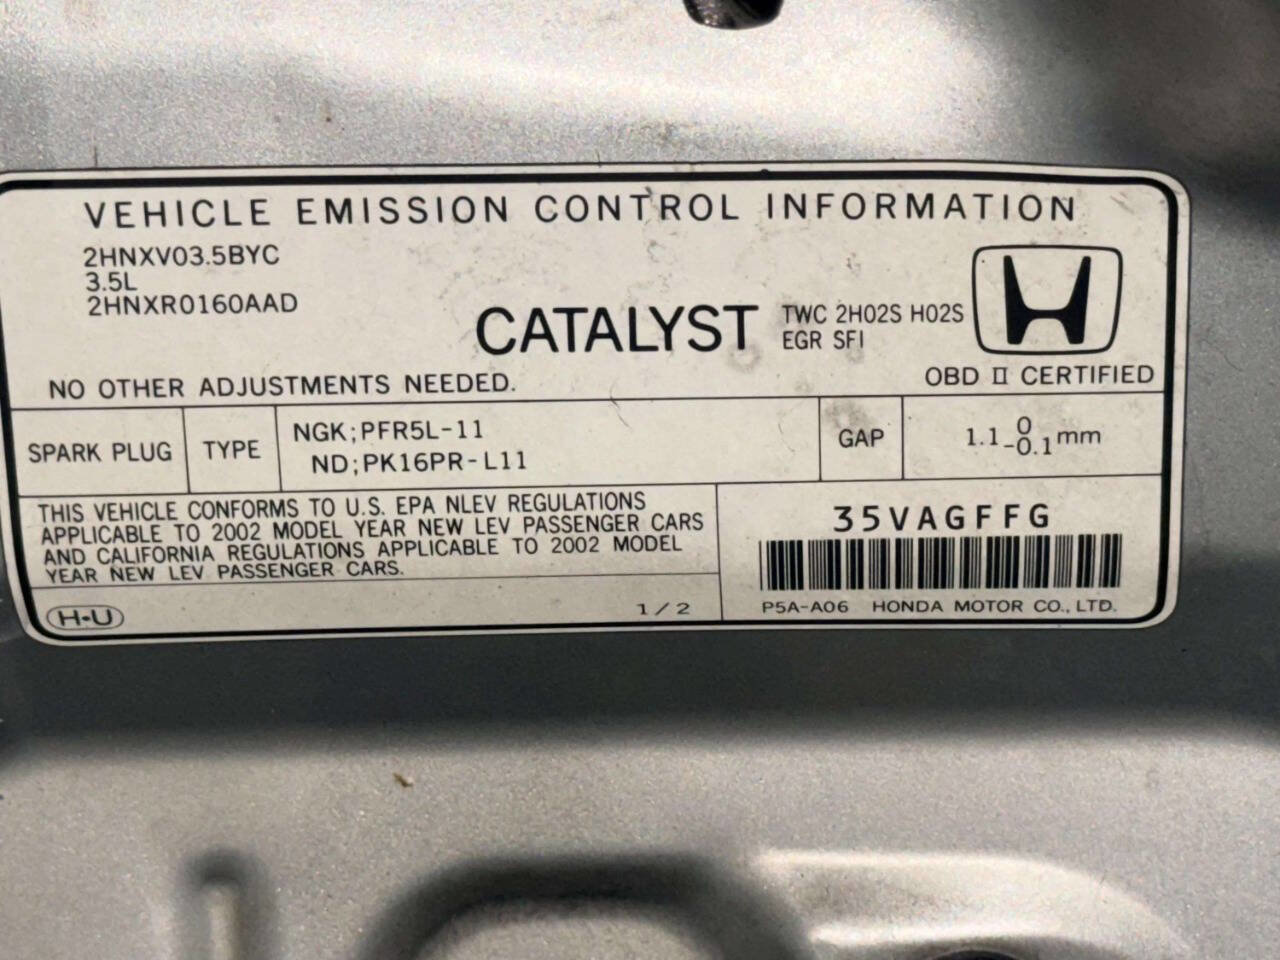 VEHICLE EMISSION CONTROL INFORMATION
2HNXV03.5BYC
3.5L
2HNXR0160AAD
CATALYST
TWC 2HO2S HO2S
EGR SFI
NO OTHER ADJUSTMENTS NEEDED.
OBD II CERTIFIED
SPARK PLUG
TYPE
NGK;PFR5L-11
ND;PK16PR-L11
GAP
1.1 0 -0.1 mm
THIS VEHICLE CONFORMS TO U.S. EPA NLEV REGULATIONS
APPLICABLE TO 2002 MODEL YEAR NEW LEV PASSENGER CARS
AND CALIFORNIA REGULATIONS APPLICABLE TO 2002 MODEL
YEAR NEW LEV PASSENGER CARS.
35VAGFFG
H-U
1/2
P5A-A06 HONDA MOTOR CO., LTD.